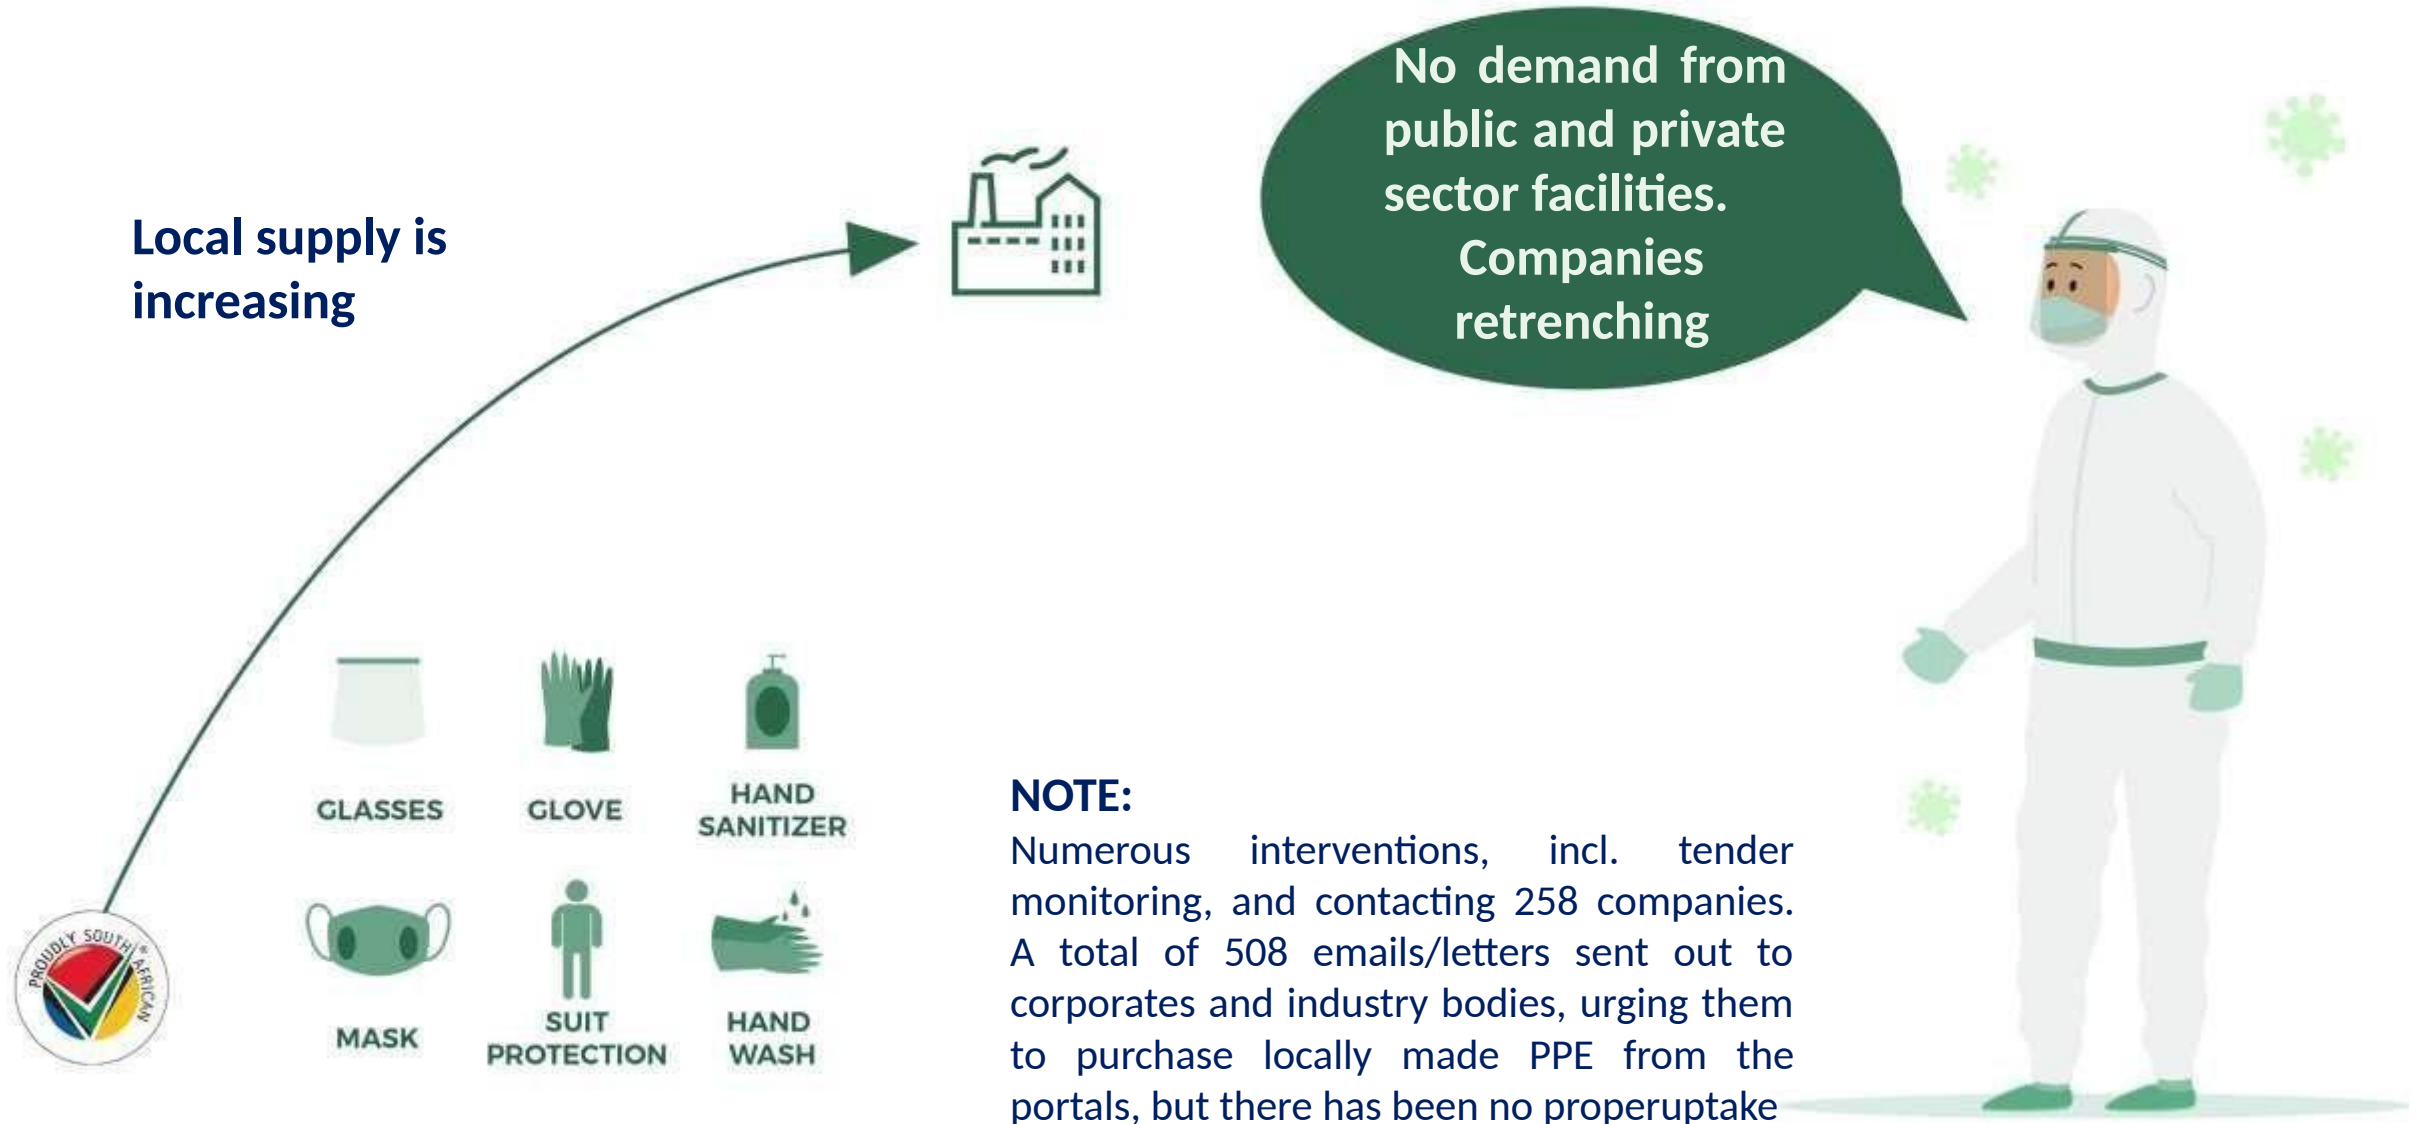 No demand from
public and private
sector facilities.
Companies
retrenching
Local supply is
increasing
GLASSES
GLOVE
HAND
SANITIZER
MASK
SUIT
PROTECTION
HAND
WASH
PROUDLY SOUTH AFRICAN
NOTE:
Numerous interventions, incl. tender
monitoring, and contacting 258 companies.
A total of 508 emails/letters sent out to
corporates and industry bodies, urging them
to purchase locally made PPE from the
portals, but there has been no properuptake